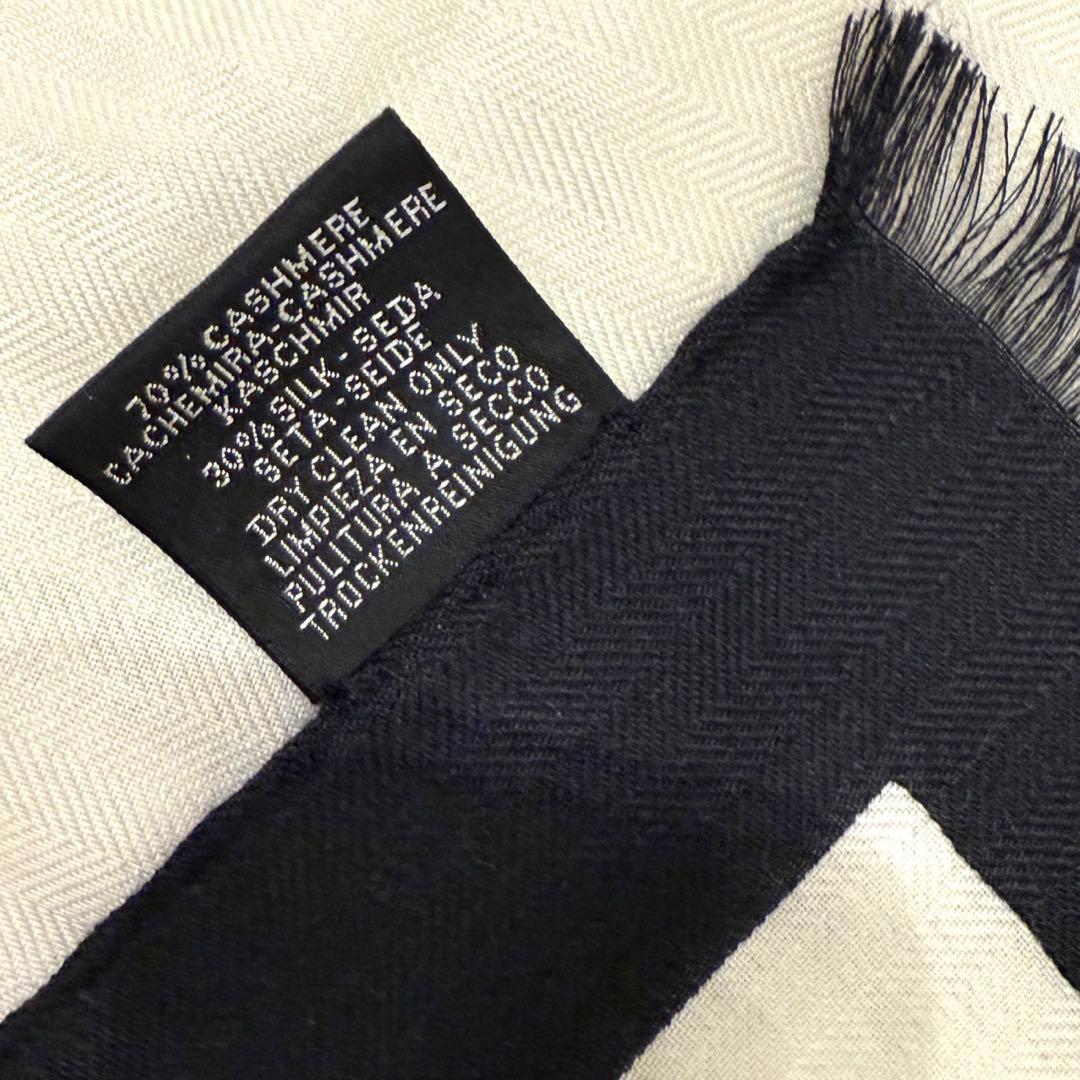 70% CASHMERE
CACHEMIRA-CASHMERE
KASCHMIR
30% SILK-SEDA
SETA-SEIDE
DRY CLEAN ONLY
LIMPIEZA EN SECO
PULITURA A SECCO
TROCKENREINIGUNG